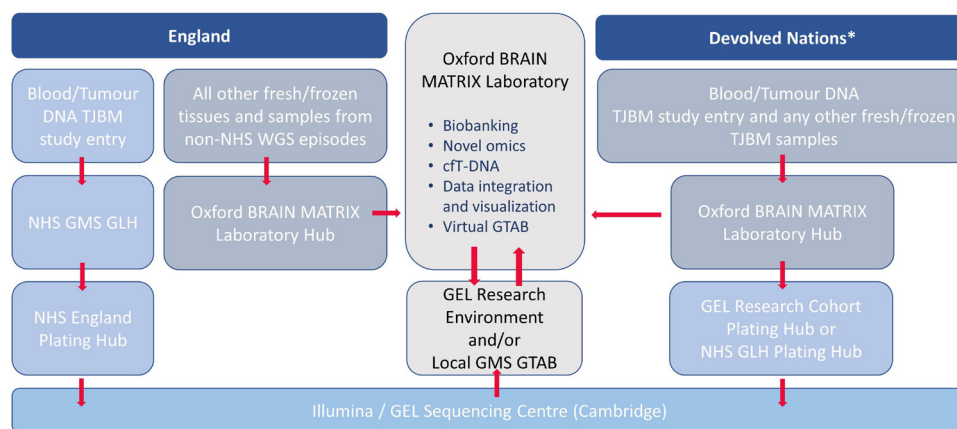 England
Blood/Tumour
DNA TJBM
study entry
All other fresh/frozen
tissues and samples from
non-NHS WGS episodes
NHS GMS GLH
Oxford BRAIN MATRIX
Laboratory Hub
NHS England
Plating Hub
Oxford BRAIN
MATRIX Laboratory
• Biobanking
• Novel omics
• cfT-DNA
• Data integration
and visualization
• Virtual GTAB
GEL Research
Environment
and/or
Local GMS GTAB
Devolved Nations*
Blood/Tumour DNA
TJBM study entry and any other fresh/frozen
TJBM samples
Oxford BRAIN MATRIX
Laboratory Hub
GEL Research Cohort
Plating Hub or
NHS GLH Plating Hub
Illumina / GEL Sequencing Centre (Cambridge)